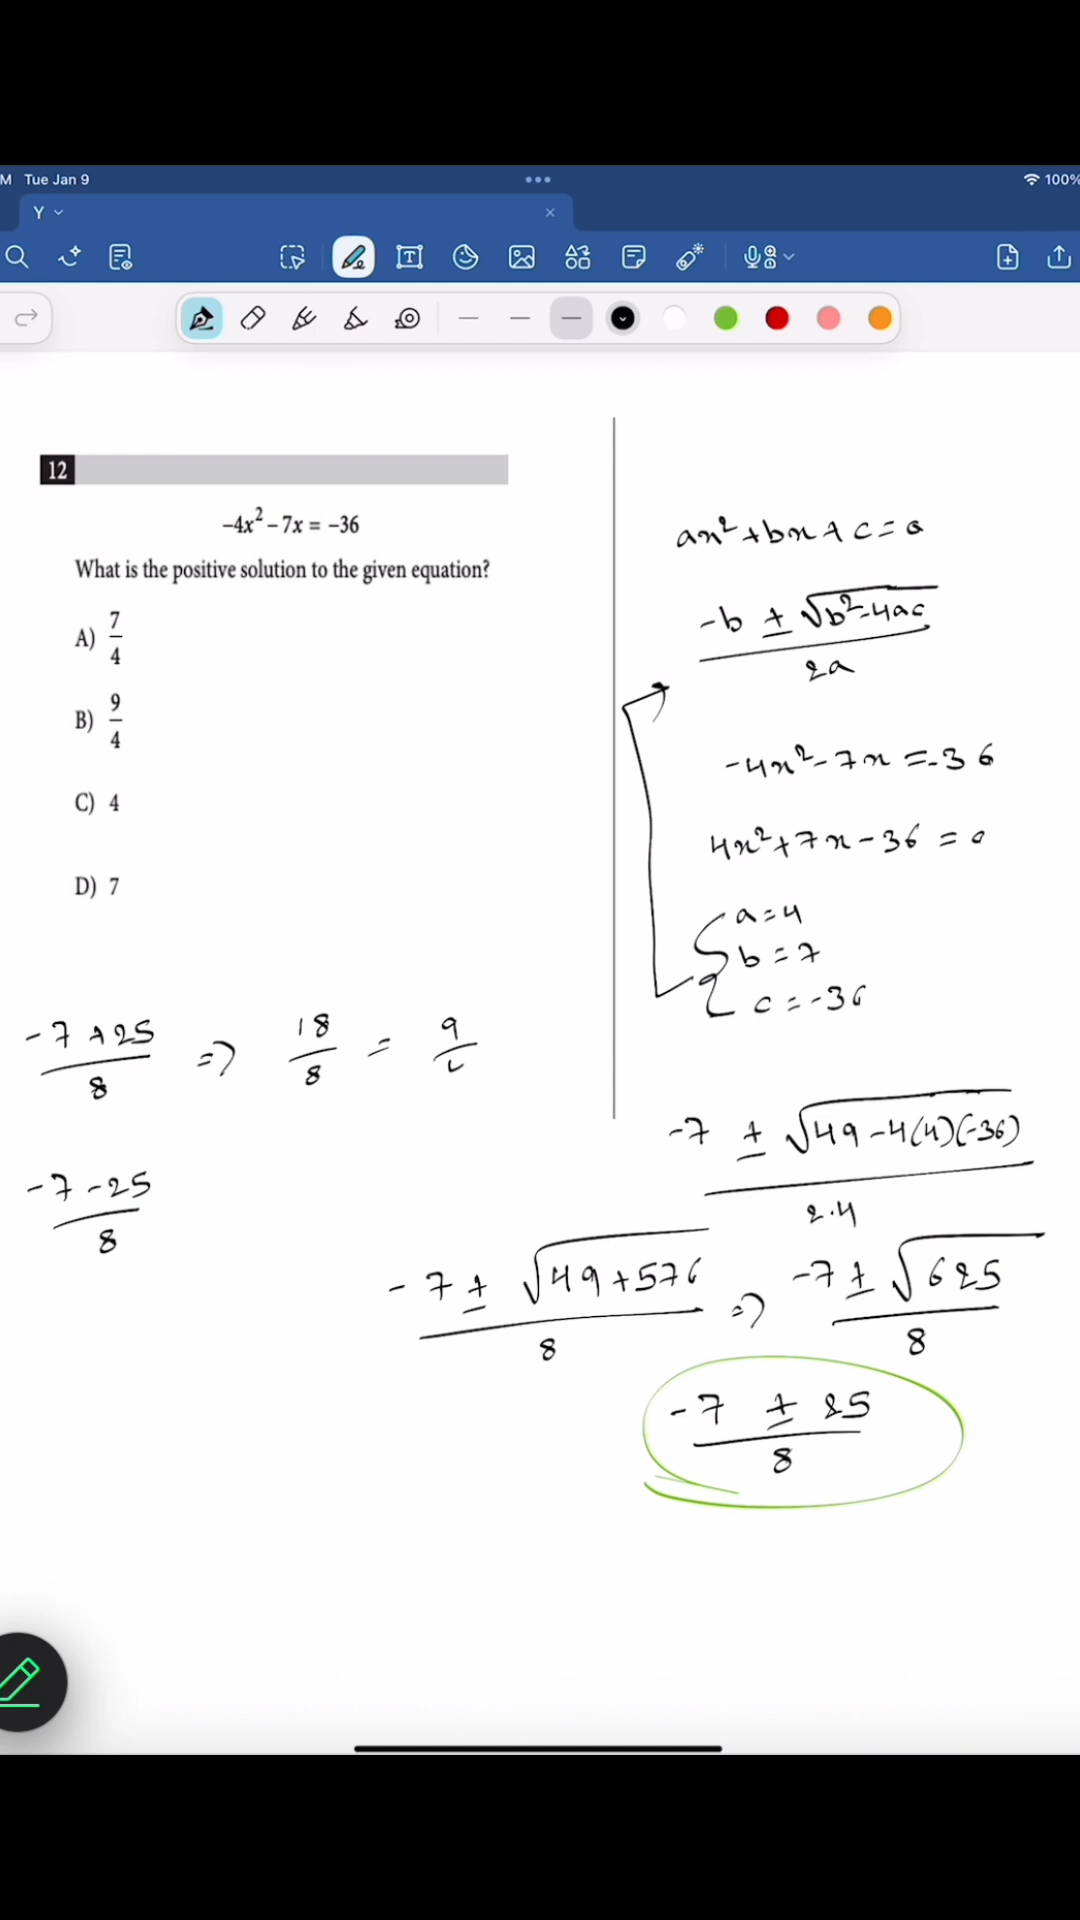 M Tue Jan 9
100%
Y
12
-4x² - 7x = -36
What is the positive solution to the given equation?
A) 7/4
B) 9/4
C) 4
D) 7
ax² + bx + c = 0
-b ± √b² - 4ac
2a
-4x² - 7x = -36
4x² + 7x - 36 = 0
a = 4
b = 7
c = -36
-7 + 25 / 8 => 18/8 = 9/
-7 - 25 / 8
-7 ± √49 - 4(4)(-36)
2.4
-7 ± √49 + 576 / 8 => -7 ± √625 / 8
-7 ± 25
8